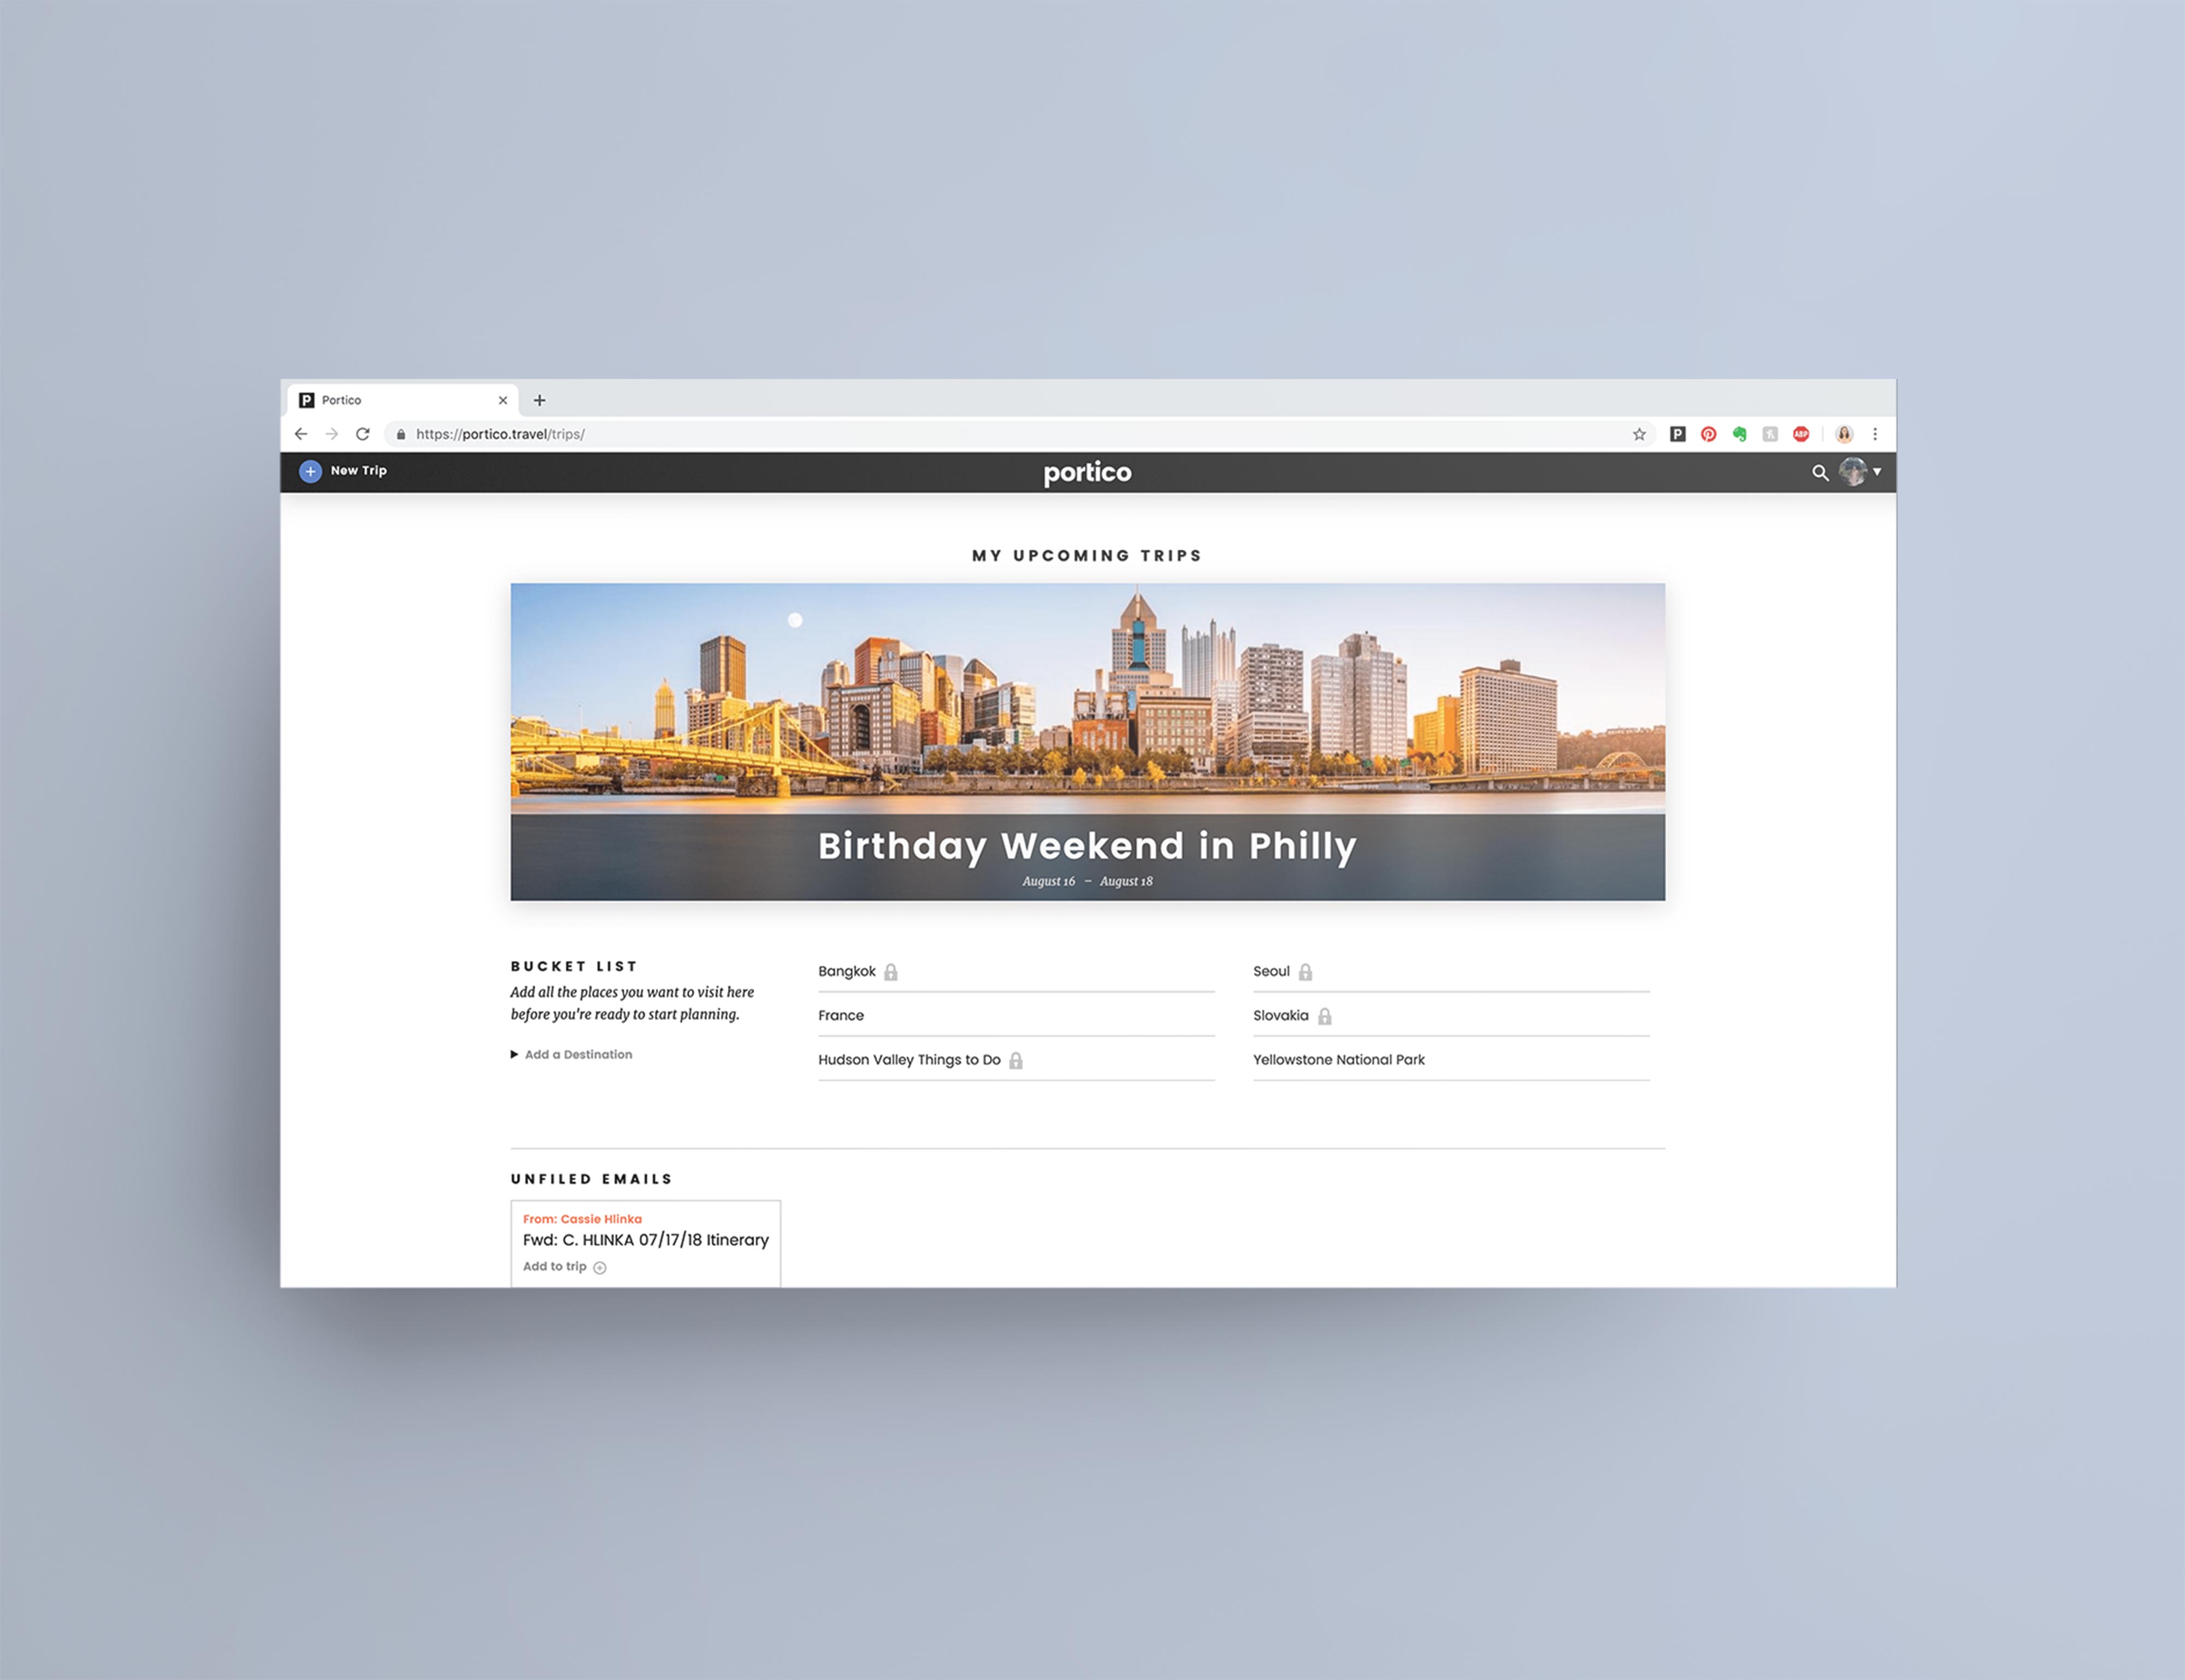 P Portico
https://portico.travel/trips/
P
ABP
New Trip
portico
MY UPCOMING TRIPS
Birthday Weekend in Philly
August 16 – August 18
BUCKET LIST
Add all the places you want to visit here
before you're ready to start planning.
Add a Destination
Bangkok
France
Hudson Valley Things to Do
Seoul
Slovakia
Yellowstone National Park
UNFILED EMAILS
From: Cassie Hlinka
Fwd: C. HLINKA 07/17/18 Itinerary
Add to trip